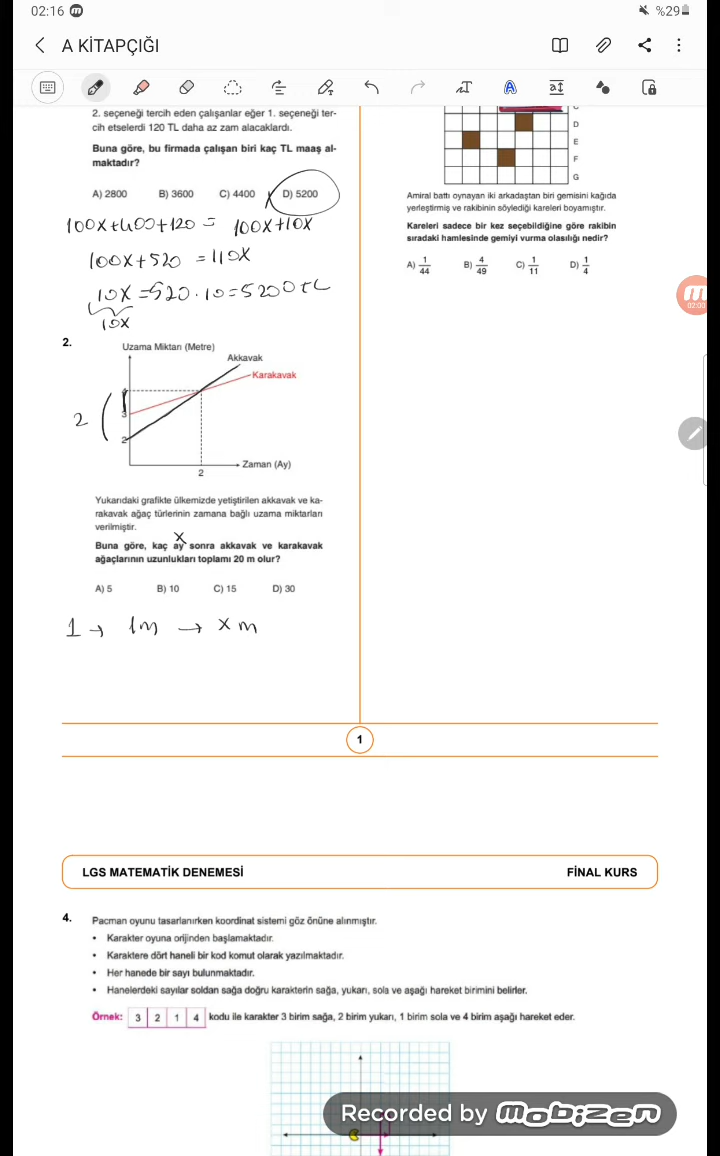 02:16 m %29
A KİTAPÇIĞI
2. seçeneği tercih eden çalışanlar eğer 1. seçeneği ter-
cih etselerdi 120 TL daha az zam alacaklardı.
Buna göre, bu firmada çalışan biri kaç TL maaş al-
maktadır?
A) 2800 B) 3600 C) 4400 D) 5200
100x+400+120 = 100x+10x
100x+520 = 110x
10x=520.10=5200tL
10x
2.
Uzama Miktarı (Metre)
Akkavak
Karakavak
4
3
2
2
Zaman (Ay)
2
Yukarıdaki grafikte ülkemizde yetiştirilen akkavak ve ka-
rakavak ağaç türlerinin zamana bağlı uzama miktarları
verilmiştir.
x
Buna göre, kaç ay sonra akkavak ve karakavak
ağaçlarının uzunlukları toplamı 20 m olur?
A) 5 B) 10 C) 15 D) 30
1 → 1m → x m
D
E
F
G
Amiral battı oynayan iki arkadaştan biri gemisini kağıda
yerleştirmiş ve rakibinin söylediği kareleri boyamıştır.
Kareleri sadece bir kez seçebildiğine göre rakibin
sıradaki hamlesinde gemiyi vurma olasılığı nedir?
A) 1/44 B) 4/49 C) 1/11 D) 1/4
m
02:00
1
LGS MATEMATİK DENEMESİ FİNAL KURS
4. Pacman oyunu tasarlanırken koordinat sistemi göz önüne alınmıştır.
• Karakter oyuna orijinden başlamaktadır.
• Karaktere dört haneli bir kod komut olarak yazılmaktadır.
• Her hanede bir sayı bulunmaktadır.
• Hanelerdeki sayılar soldan sağa doğru karakterin sağa, yukarı, sola ve aşağı hareket birimini belirler.
Örnek: 3 2 1 4 kodu ile karakter 3 birim sağa, 2 birim yukarı, 1 birim sola ve 4 birim aşağı hareket eder.
Recorded by mobizen